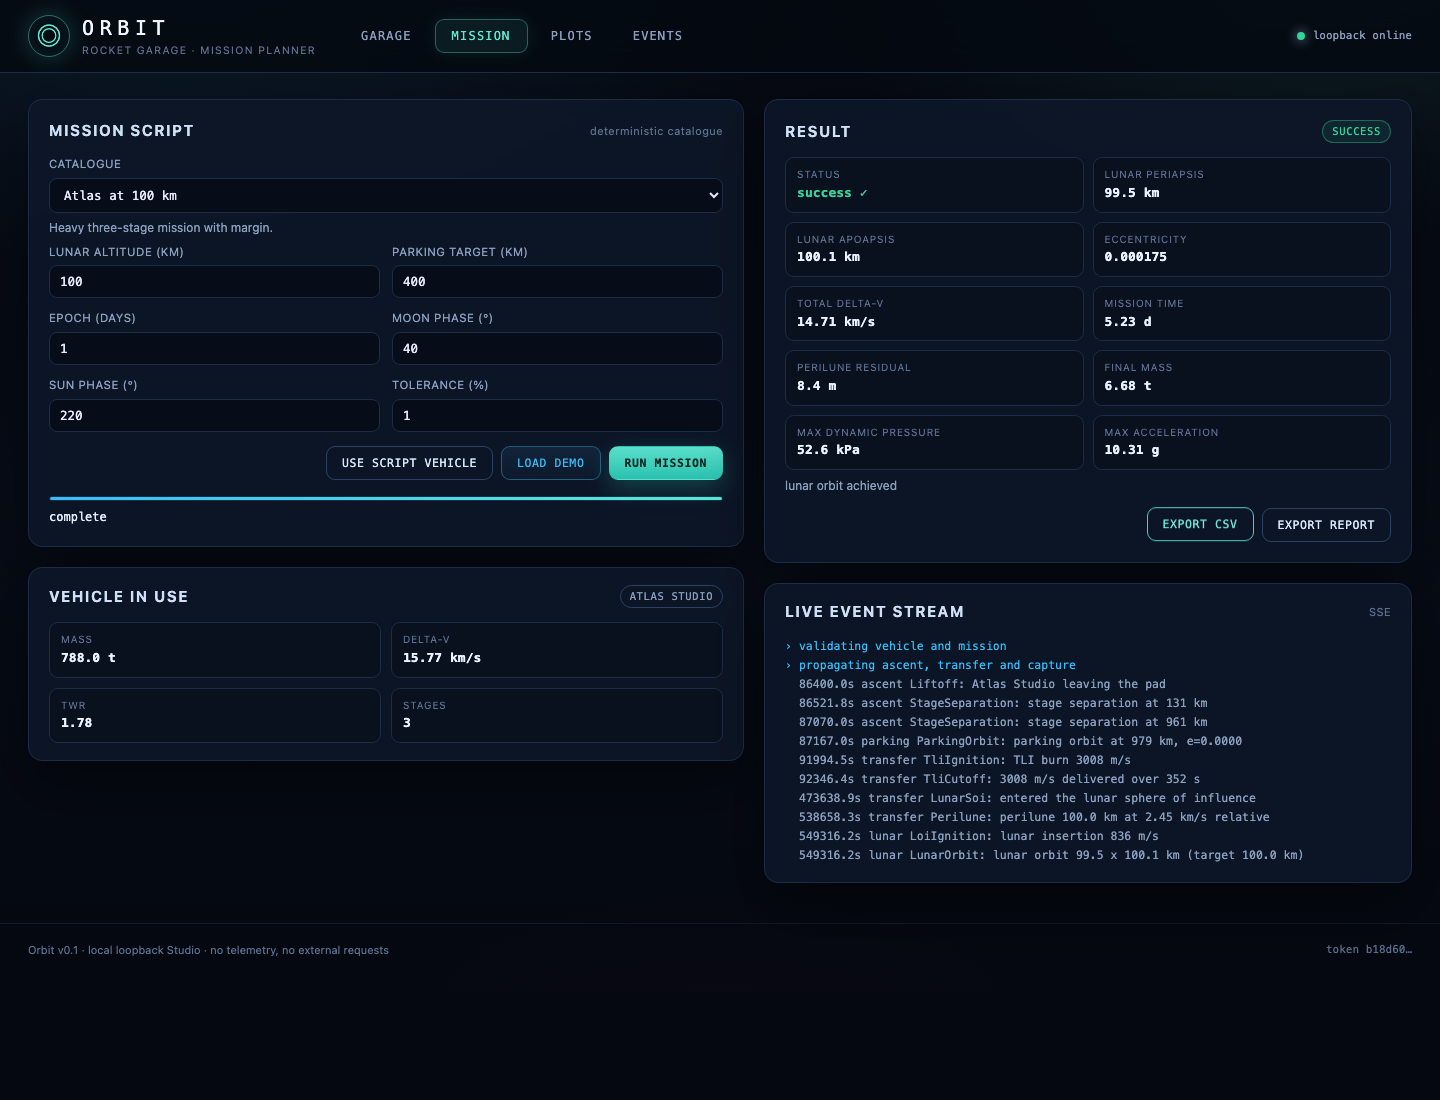 ORBIT
ROCKET GARAGE · MISSION PLANNER
GARAGE
MISSION
PLOTS
EVENTS
loopback online
MISSION SCRIPT
deterministic catalogue
CATALOGUE
Atlas at 100 km
Heavy three-stage mission with margin.
LUNAR ALTITUDE (KM)
PARKING TARGET (KM)
100
400
EPOCH (DAYS)
MOON PHASE (°)
1
40
SUN PHASE (°)
TOLERANCE (%)
220
1
USE SCRIPT VEHICLE
LOAD DEMO
RUN MISSION
complete
VEHICLE IN USE
ATLAS STUDIO
MASS
788.0 t
DELTA-V
15.77 km/s
TWR
1.78
STAGES
3
RESULT
SUCCESS
STATUS
success ✓
LUNAR PERIAPSIS
99.5 km
LUNAR APOAPSIS
100.1 km
ECCENTRICITY
0.000175
TOTAL DELTA-V
14.71 km/s
MISSION TIME
5.23 d
PERILUNE RESIDUAL
8.4 m
FINAL MASS
6.68 t
MAX DYNAMIC PRESSURE
52.6 kPa
MAX ACCELERATION
10.31 g
lunar orbit achieved
EXPORT CSV
EXPORT REPORT
LIVE EVENT STREAM
SSE
› validating vehicle and mission
› propagating ascent, transfer and capture
86400.0s ascent Liftoff: Atlas Studio leaving the pad
86521.8s ascent StageSeparation: stage separation at 131 km
87070.0s ascent StageSeparation: stage separation at 961 km
87167.0s parking ParkingOrbit: parking orbit at 979 km, e=0.0000
91994.5s transfer TliIgnition: TLI burn 3008 m/s
92346.4s transfer TliCutoff: 3008 m/s delivered over 352 s
473638.9s transfer LunarSoi: entered the lunar sphere of influence
538658.3s transfer Perilune: perilune 100.0 km at 2.45 km/s relative
549316.2s lunar LoiIgnition: lunar insertion 836 m/s
549316.2s lunar LunarOrbit: lunar orbit 99.5 x 100.1 km (target 100.0 km)
Orbit v0.1 · local loopback Studio · no telemetry, no external requests
token b18d60…